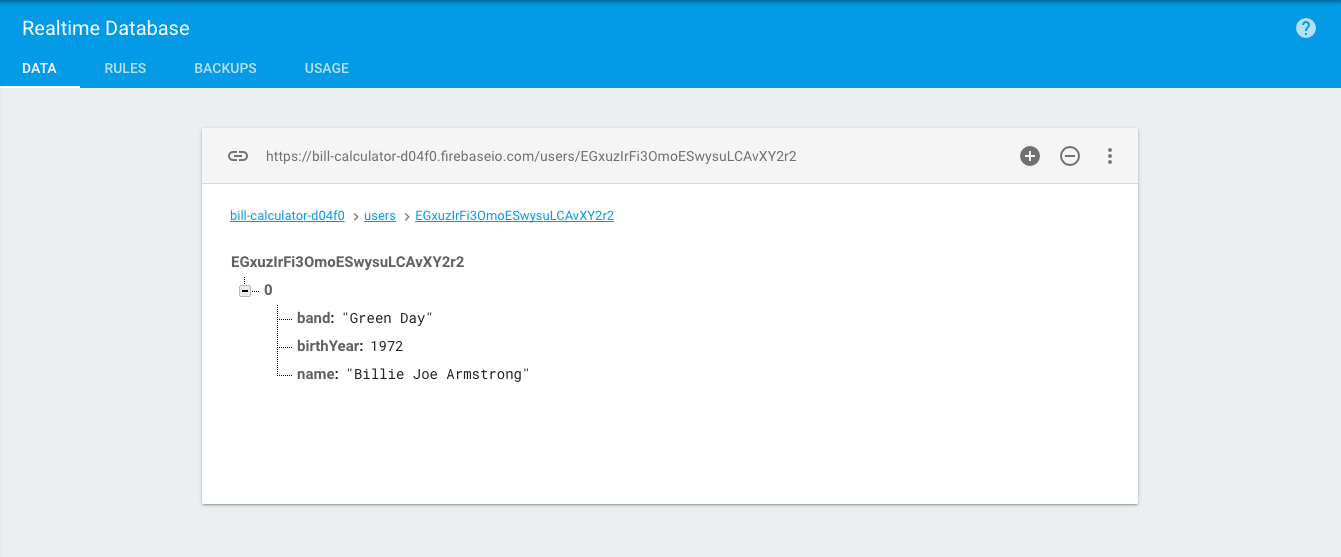 Realtime Database
DATA RULES BACKUPS USAGE
https://bill-calculator-d04f0.firebaseio.com/users/EGxuzIrFi3OmoESwysuLCAvXY2r2
bill-calculator-d04f0 > users > EGxuzIrFi3OmoESwysuLCAvXY2r2
EGxuzIrFi3OmoESwysuLCAvXY2r2
0
band: "Green Day"
birthYear: 1972
name: "Billie Joe Armstrong"